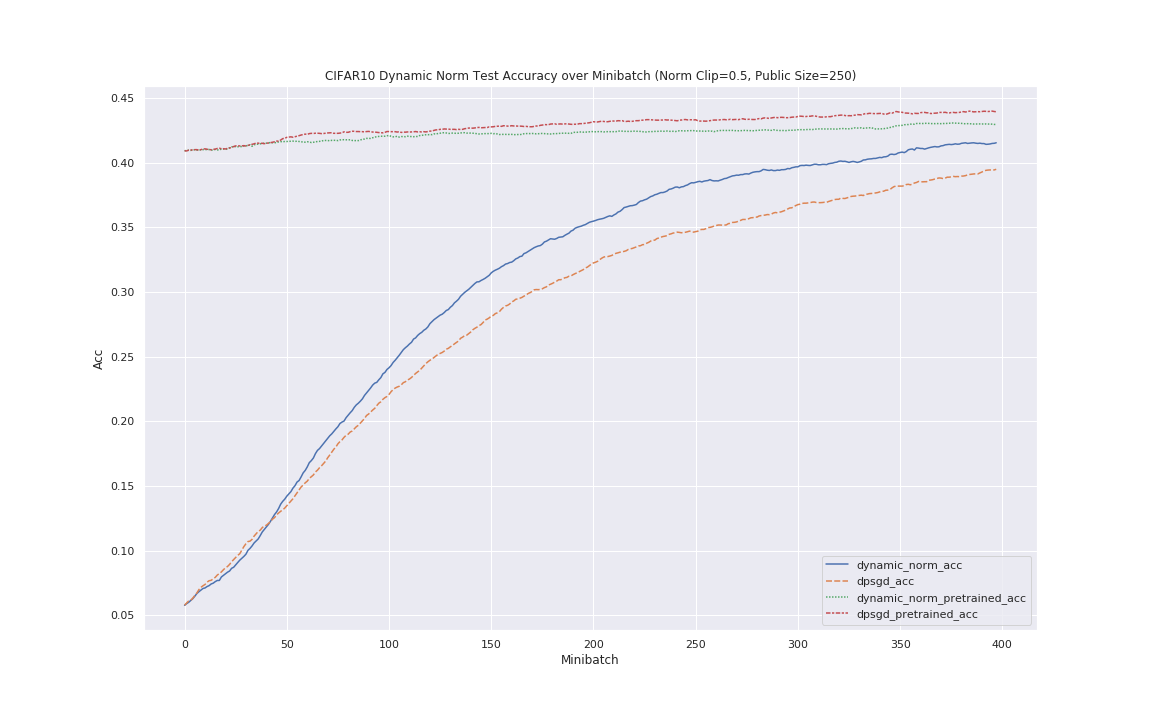 CIFAR10 Dynamic Norm Test Accuracy over Minibatch (Norm Clip=0.5, Public Size=250)
0.45
0.40
0.35
0.30
0.25
0.20
0.15
0.10
0.05
Acc
dynamic_norm_acc
dpsgd_acc
dynamic_norm_pretrained_acc
dpsgd_pretrained_acc
0 50 100 150 200 250 300 350 400
Minibatch